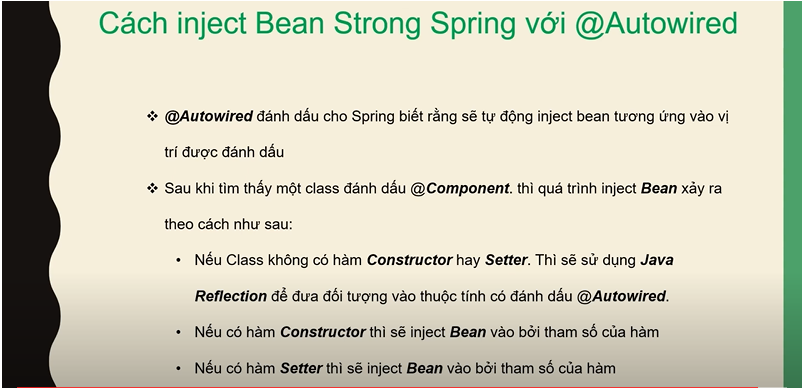 Cách inject Bean Strong Spring với @Autowired
❖ @Autowired đánh dấu cho Spring biết rằng sẽ tự động inject bean tương ứng vào vị
trí được đánh dấu
❖ Sau khi tìm thấy một class đánh dấu @Component. thì quá trình inject Bean xảy ra
theo cách như sau:
• Nếu Class không có hàm Constructor hay Setter. Thì sẽ sử dụng Java
Reflection để đưa đối tượng vào thuộc tính có đánh dấu @Autowired.
• Nếu có hàm Constructor thì sẽ inject Bean vào bởi tham số của hàm
• Nếu có hàm Setter thì sẽ inject Bean vào bởi tham số của hàm